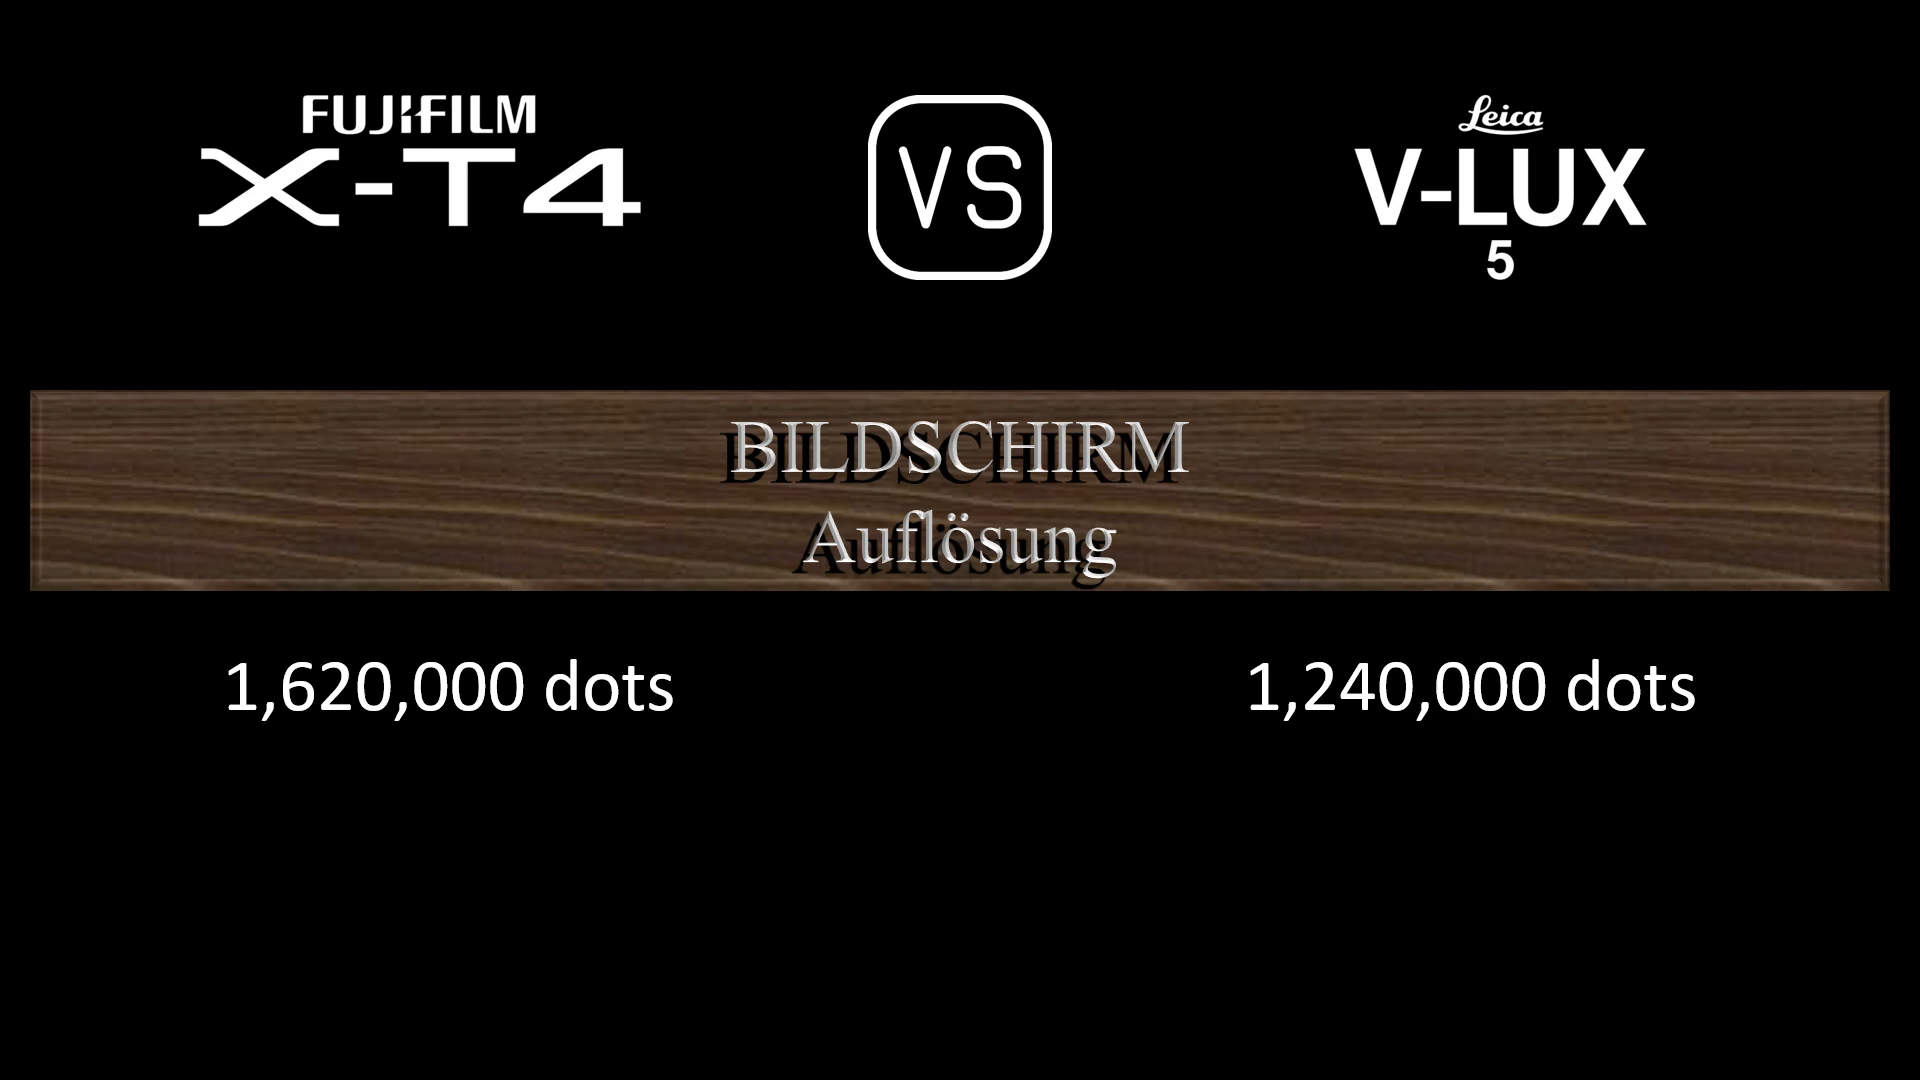 FUJIFILM
X-T4
VS
Leica
V-LUX
5
BILDSCHIRM
Auflösung
1,620,000 dots
1,240,000 dots